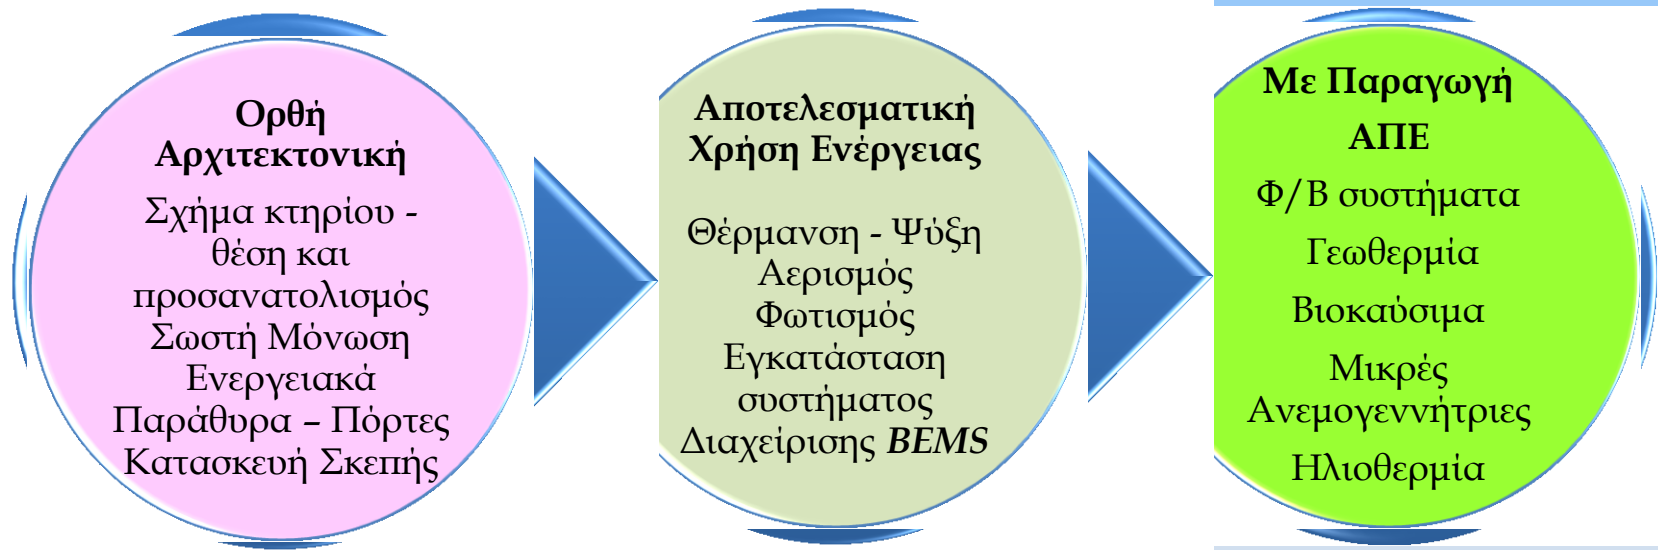 Ορθή
Αρχιτεκτονική
Σχήμα κτηρίου -
θέση και
προσανατολισμός
Σωστή Μόνωση
Ενεργειακά
Παράθυρα – Πόρτες
Κατασκευή Σκεπής
Αποτελεσματική
Χρήση Ενέργειας
Θέρμανση - Ψύξη
Αερισμός
Φωτισμός
Εγκατάσταση
συστήματος
Διαχείρισης BEMS
Με Παραγωγή
ΑΠΕ
Φ/Β συστήματα
Γεωθερμία
Βιοκαύσιμα
Μικρές
Ανεμογεννήτριες
Ηλιοθερμία